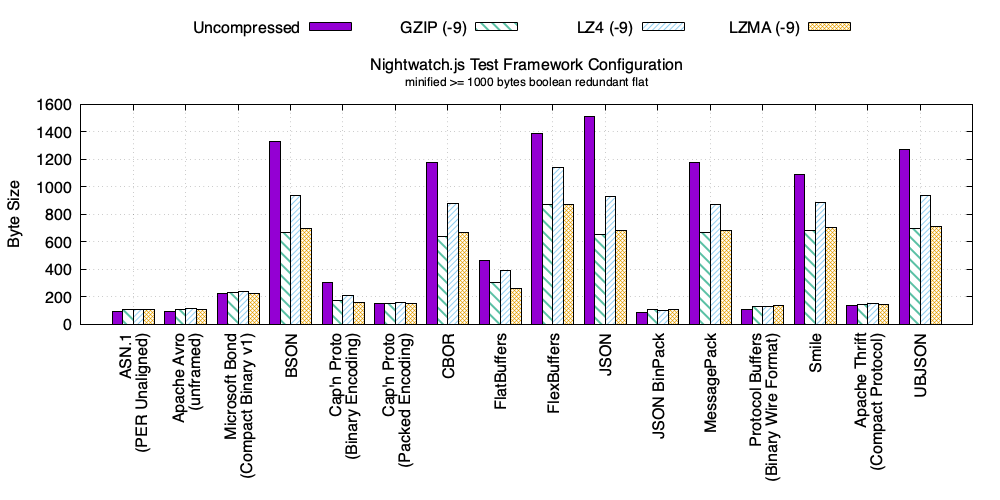 Uncompressed GZIP (-9) LZ4 (-9) LZMA (-9)
Nightwatch.js Test Framework Configuration
minified >= 1000 bytes boolean redundant flat
Byte Size
1600
1400
1200
1000
800
600
400
200
0
ASN.1
(PER Unaligned)
Apache Avro
(unframed)
Microsoft Bond
(Compact Binary v1)
BSON
Cap'n Proto
(Binary Encoding)
Cap'n Proto
(Packed Encoding)
CBOR
FlatBuffers
FlexBuffers
JSON
JSON BinPack
MessagePack
Protocol Buffers
(Binary Wire Format)
Smile
Apache Thrift
(Compact Protocol)
UBJSON